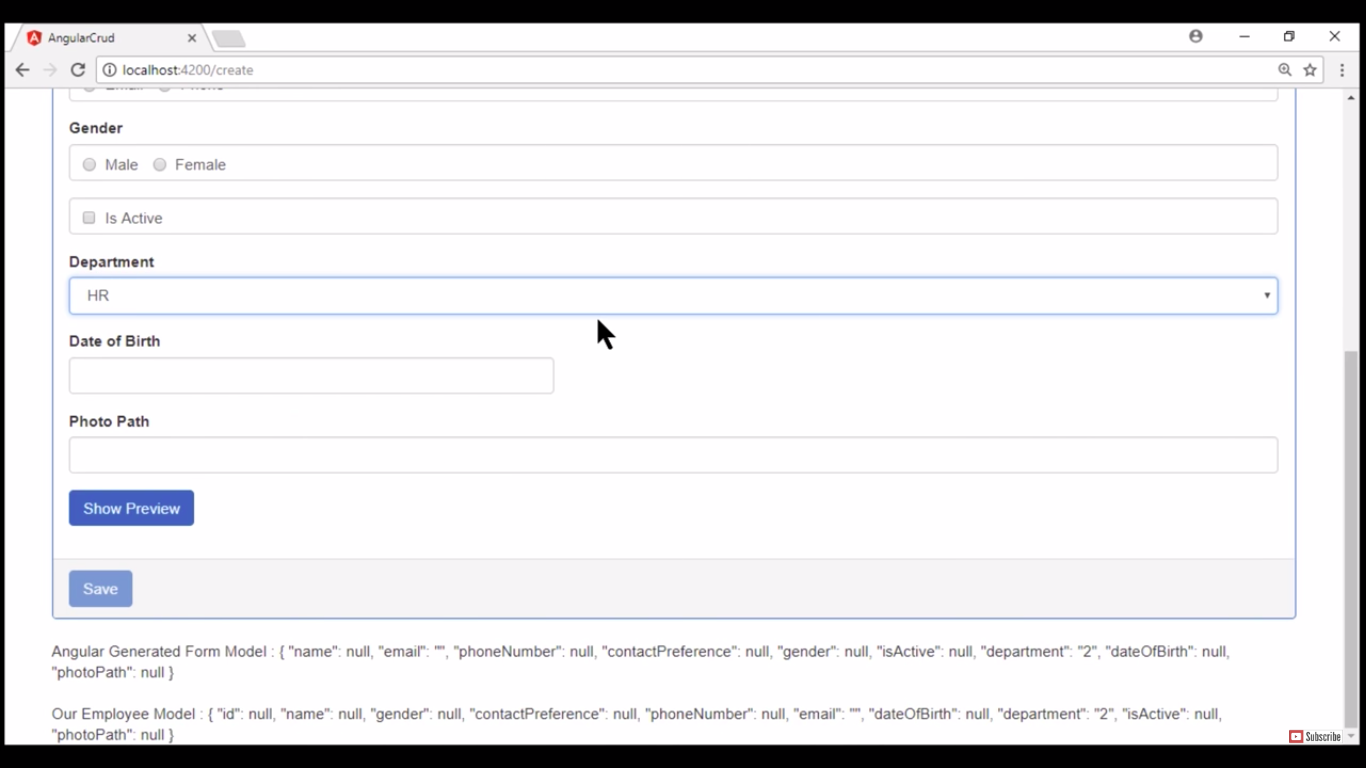 AngularCrud
localhost:4200/create
Email Phone
Gender
Male Female
Is Active
Department
HR
Date of Birth
Photo Path
Show Preview
Save
Angular Generated Form Model : { "name": null, "email": "", "phoneNumber": null, "contactPreference": null, "gender": null, "isActive": null, "department": "2", "dateOfBirth": null,
"photoPath": null }
Our Employee Model : { "id": null, "name": null, "gender": null, "contactPreference": null, "phoneNumber": null, "email": "", "dateOfBirth": null, "department": "2", "isActive": null,
"photoPath": null }
Subscribe